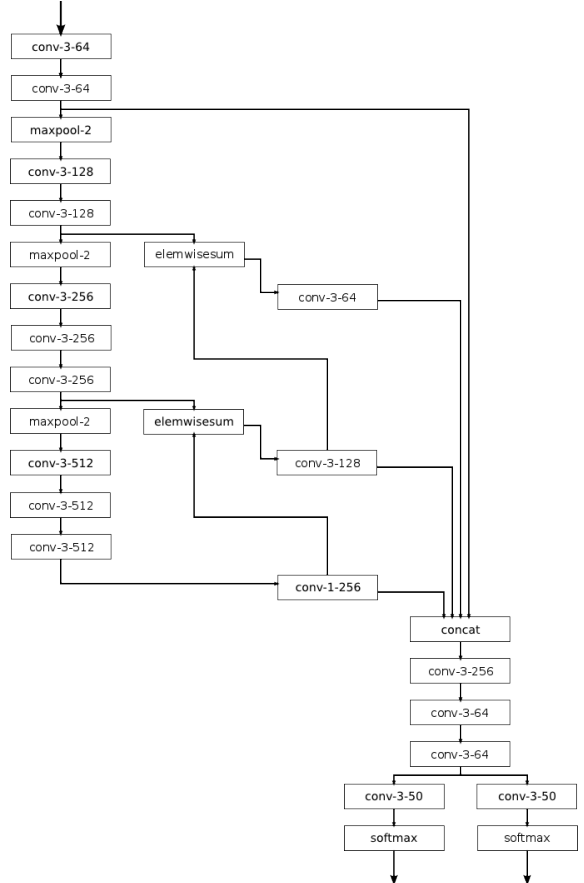 conv-3-64
conv-3-64
maxpool-2
conv-3-128
conv-3-128
maxpool-2
elemwisesum
conv-3-256
conv-3-64
conv-3-256
conv-3-256
maxpool-2
elemwisesum
conv-3-512
conv-3-128
conv-3-512
conv-3-512
conv-1-256
concat
conv-3-256
conv-3-64
conv-3-64
conv-3-50
conv-3-50
softmax
softmax